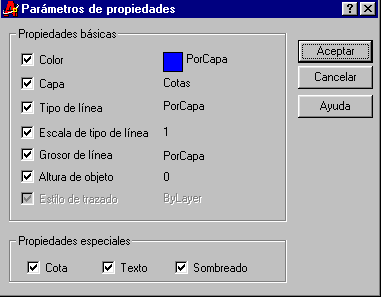 Parámetros de propiedades
Propiedades básicas
Color PorCapa
Capa Cotas
Tipo de línea PorCapa
Escala de tipo de línea 1
Grosor de línea PorCapa
Altura de objeto 0
Estilo de trazado ByLayer
Aceptar
Cancelar
Ayuda
Propiedades especiales
Cota Texto Sombreado